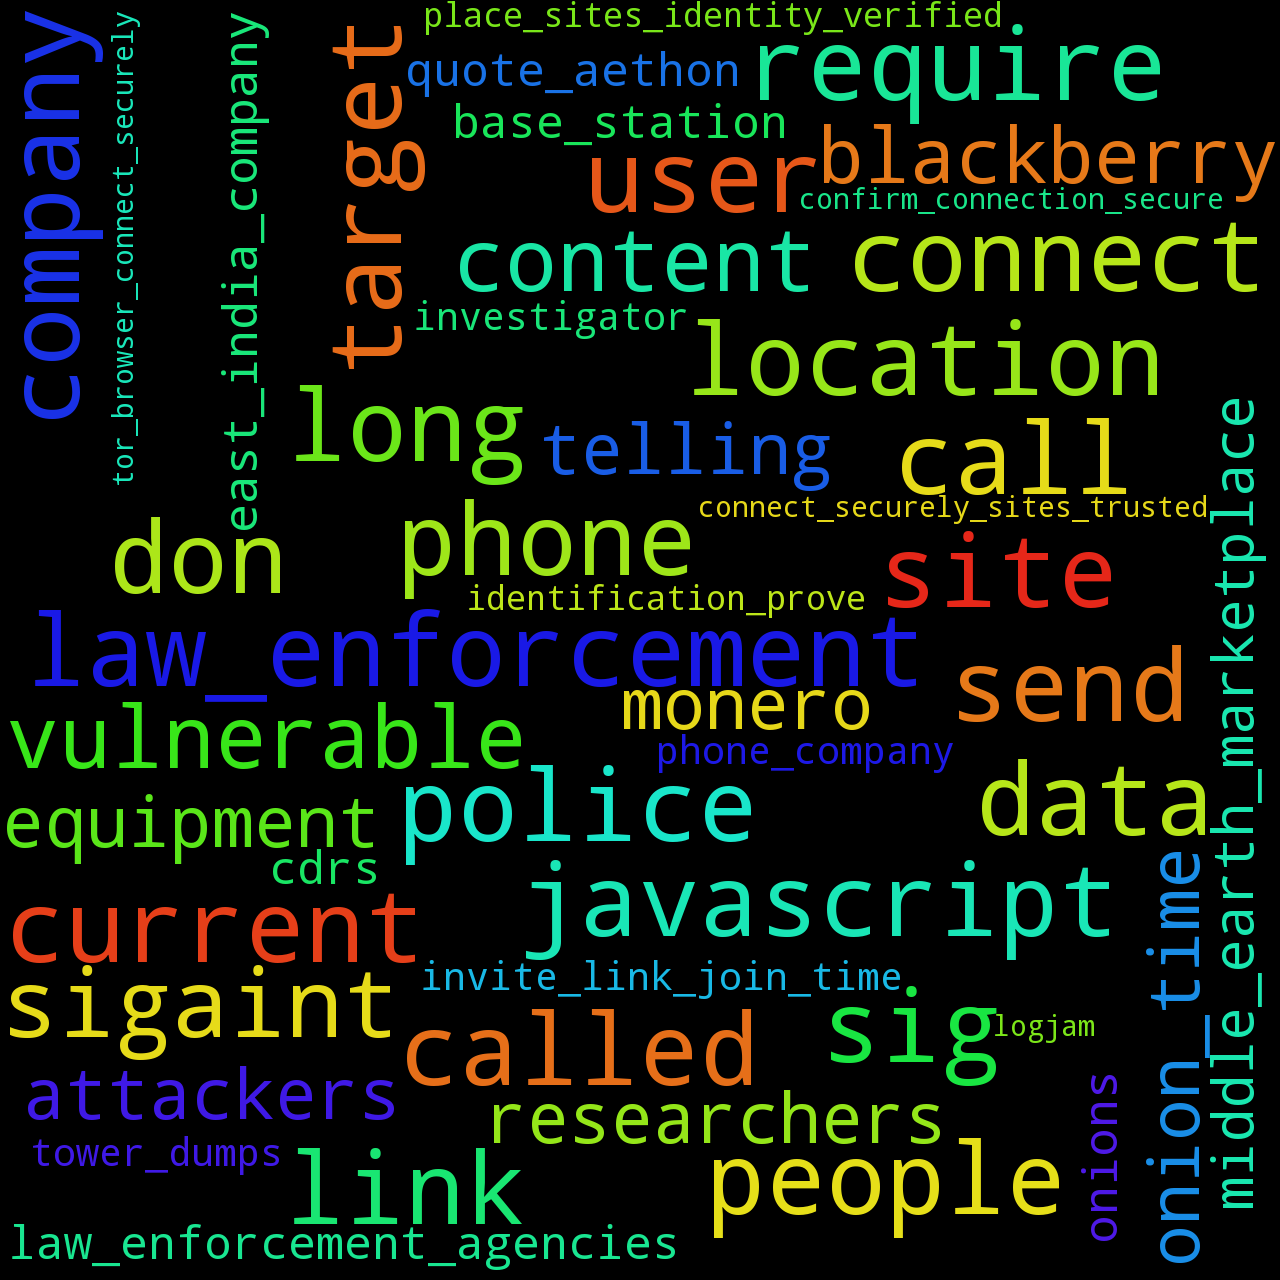 place_sites_identity_verified
company
tor_browser_connect_securely
east_india_company
target
quote_aethon
require
base_station
user
blackberry
confirm_connection_secure
content
connect
investigator
location
long
telling
call
connect_securely_sites_trusted
don
phone
site
identification_prove
law_enforcement
send
monero
vulnerable
phone_company
middle_earth_marketplace
equipment
police
data
cdrs
javascript
current
onion_time
invite_link_join_time
sigaint
called
sig
logjam
attackers
researchers
onions
tower_dumps
link
people
law_enforcement_agencies